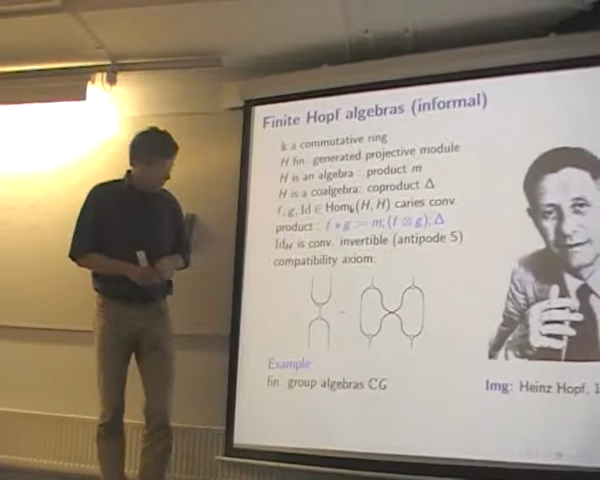 Finite Hopf algebras (informal)
k a commutative ring
H fin. generated projective module
H is an algebra : product m
H is a coalgebra: coproduct Δ
f, g, Id ∈ Homₖ(H, H) caries conv.
product : f ⋆ g := m (f ⊗ g) Δ
Id_H is conv. invertible (antipode S)
compatibility axiom:
Example
fin. group algebras ℂG
Img: Heinz Hopf, 1